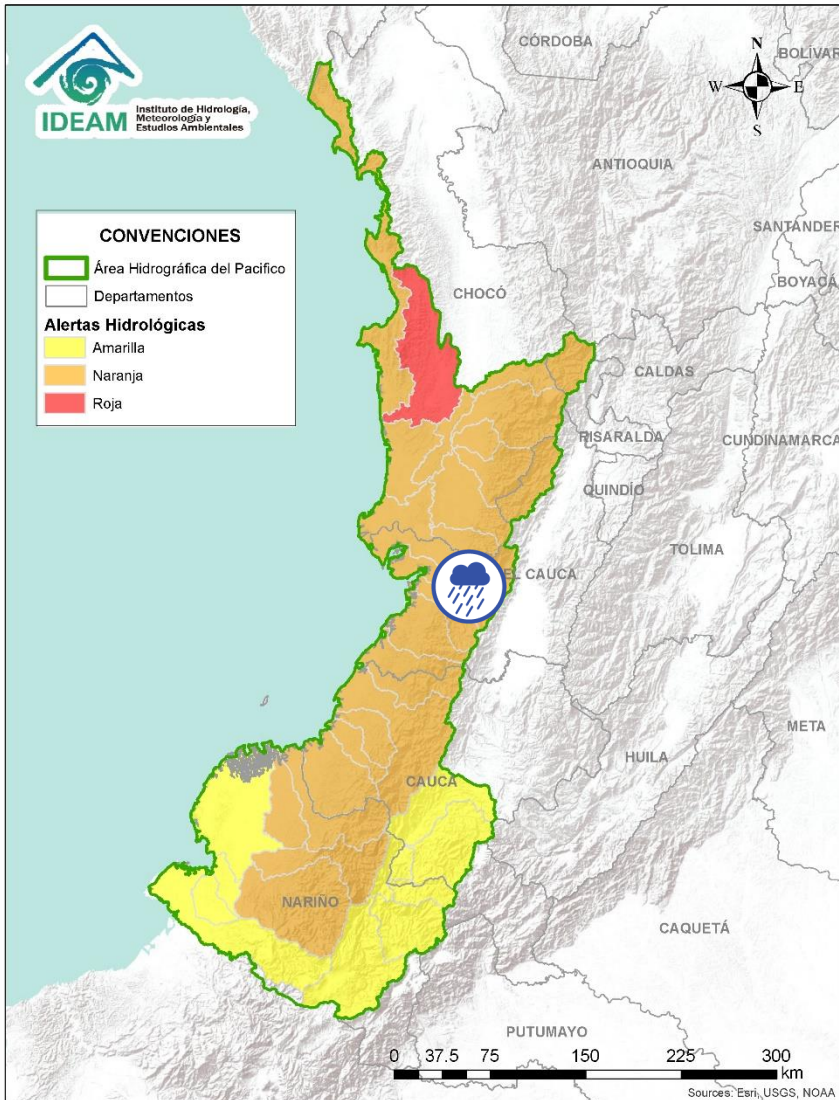 IDEAM
Instituto de Hidrología,
Meteorología y
Estudios Ambientales
CÓRDOBA
BOLÍVAR
N
W
E
S
ANTIOQUIA
SANTANDER
BOYACÁ
CONVENCIONES
Área Hidrográfica del Pacifico
Departamentos
Alertas Hidrológicas
Amarilla
Naranja
Roja
CHOCÓ
CALDAS
RISARALDA
CUNDINAMARCA
QUINDÍO
TOLIMA
EL CAUCA
META
HUILA
CAUCA
NARIÑO
CAQUETÁ
PUTUMAYO
0 37.5 75 150 225 300
km
Sources: Esri, USGS, NOAA